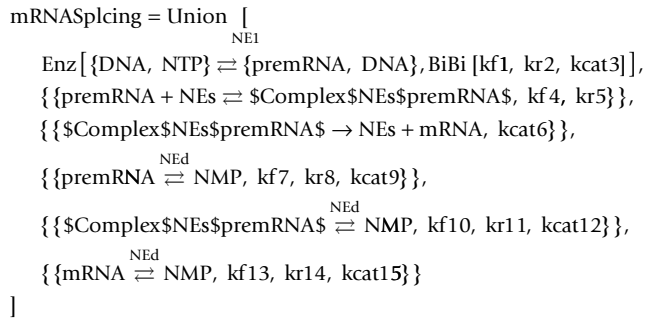 mRNASplcing = Union [
NE1
Enz[{DNA, NTP} ⇄ {premRNA, DNA}, BiBi [kf1, kr2, kcat3]],
{{premRNA + NEs ⇄ $Complex$NEs$premRNA$, kf4, kr5}},
{{$Complex$NEs$premRNA$ → NEs + mRNA, kcat6}},
NEd
{{premRNA ⇄ NMP, kf7, kr8, kcat9}},
NEd
{{$Complex$NEs$premRNA$ ⇄ NMP, kf10, kr11, kcat12}},
NEd
{{mRNA ⇄ NMP, kf13, kr14, kcat15}}
]